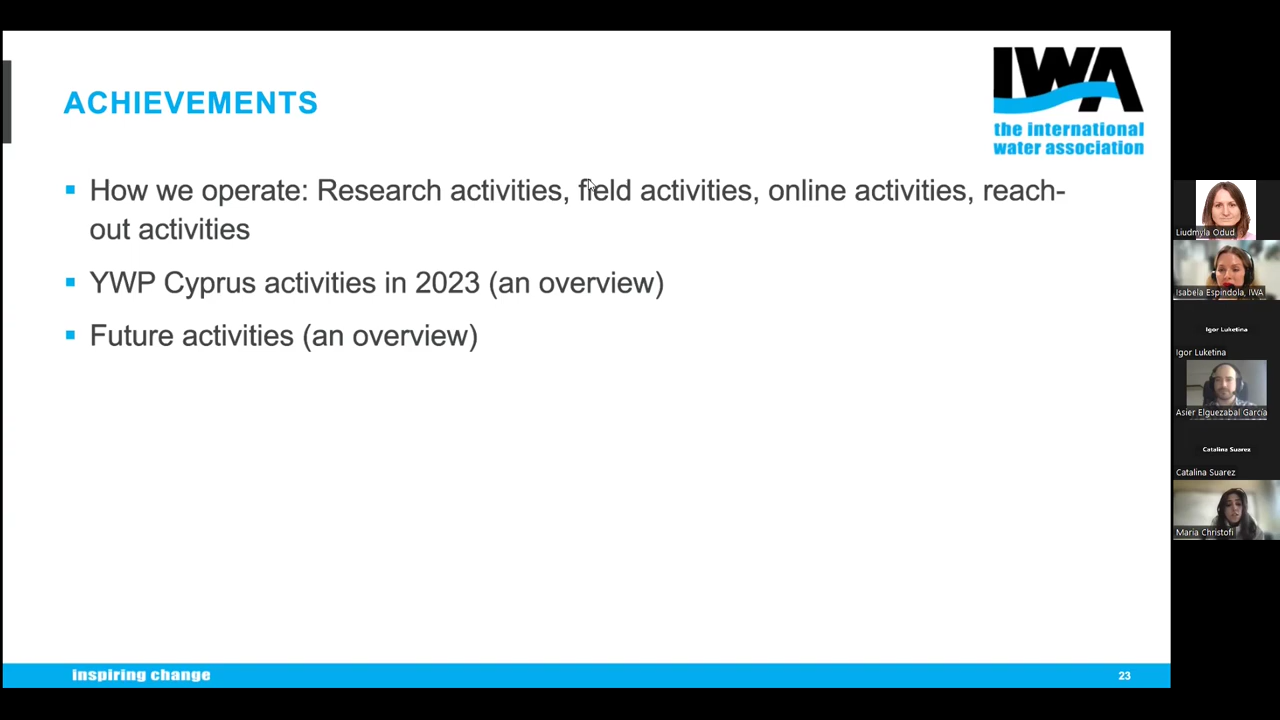 ACHIEVEMENTS
IWA
the international
water association
▪ How we operate: Research activities, field activities, online activities, reach-
out activities
▪ YWP Cyprus activities in 2023 (an overview)
▪ Future activities (an overview)
inspiring change
23
Liudmyla Odud
Isabela Espindola, IWA
Igor Luketina
Igor Luketina
Asier Elguezabal García
Catalina Suarez
Catalina Suarez
Maria Christofi